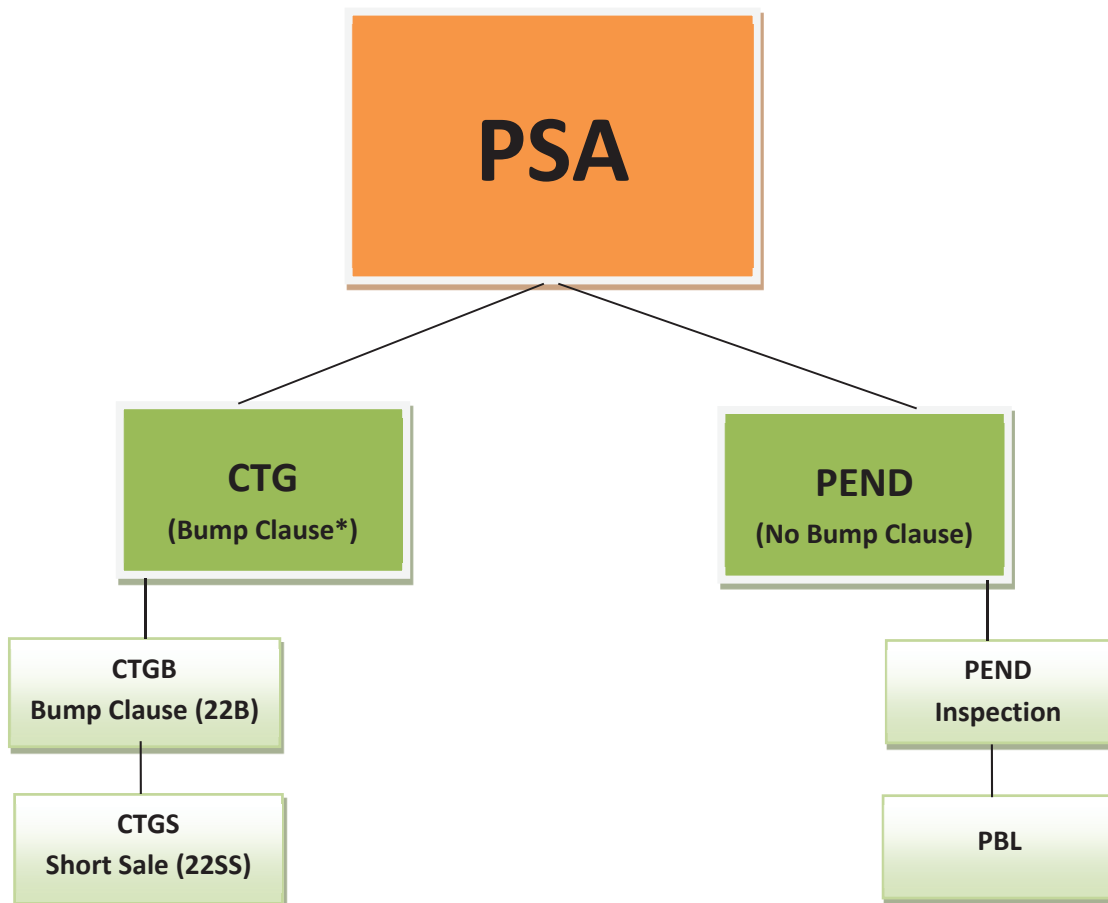 PSA
CTG
(Bump Clause*)
PEND
(No Bump Clause)
CTGB
Bump Clause (22B)
PEND
Inspection
CTGS
Short Sale (22SS)
PBL